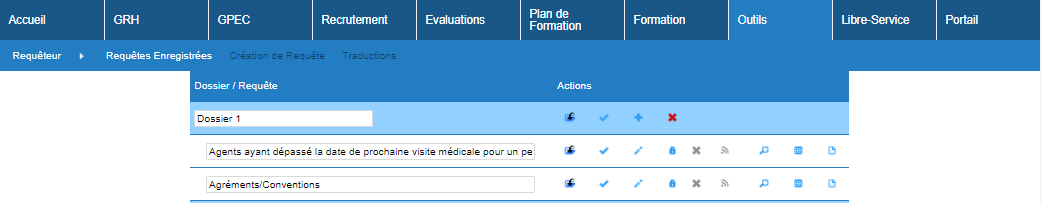 Accueil GRH GPEC Recrutement Evaluations Plan de Formation Formation Outils Libre-Service Portail
Requêteur Requêtes Enregistrées Création de Requête Traductions
Dossier / Requête Actions
Dossier 1
Agents ayant dépassé la date de prochaine visite médicale pour un pe
Agréments/Conventions